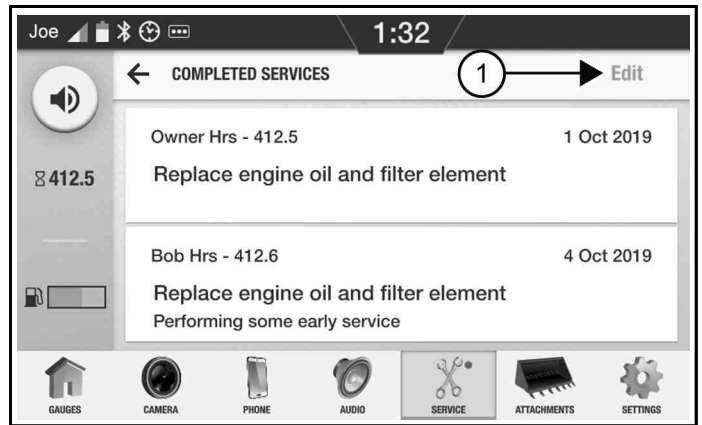 Joe
1:32
COMPLETED SERVICES
1
Edit
Owner Hrs - 412.5
1 Oct 2019
Replace engine oil and filter element
412.5
Bob Hrs - 412.6
4 Oct 2019
Replace engine oil and filter element
Performing some early service
GAUGES
CAMERA
PHONE
AUDIO
SERVICE
ATTACHMENTS
SETTINGS